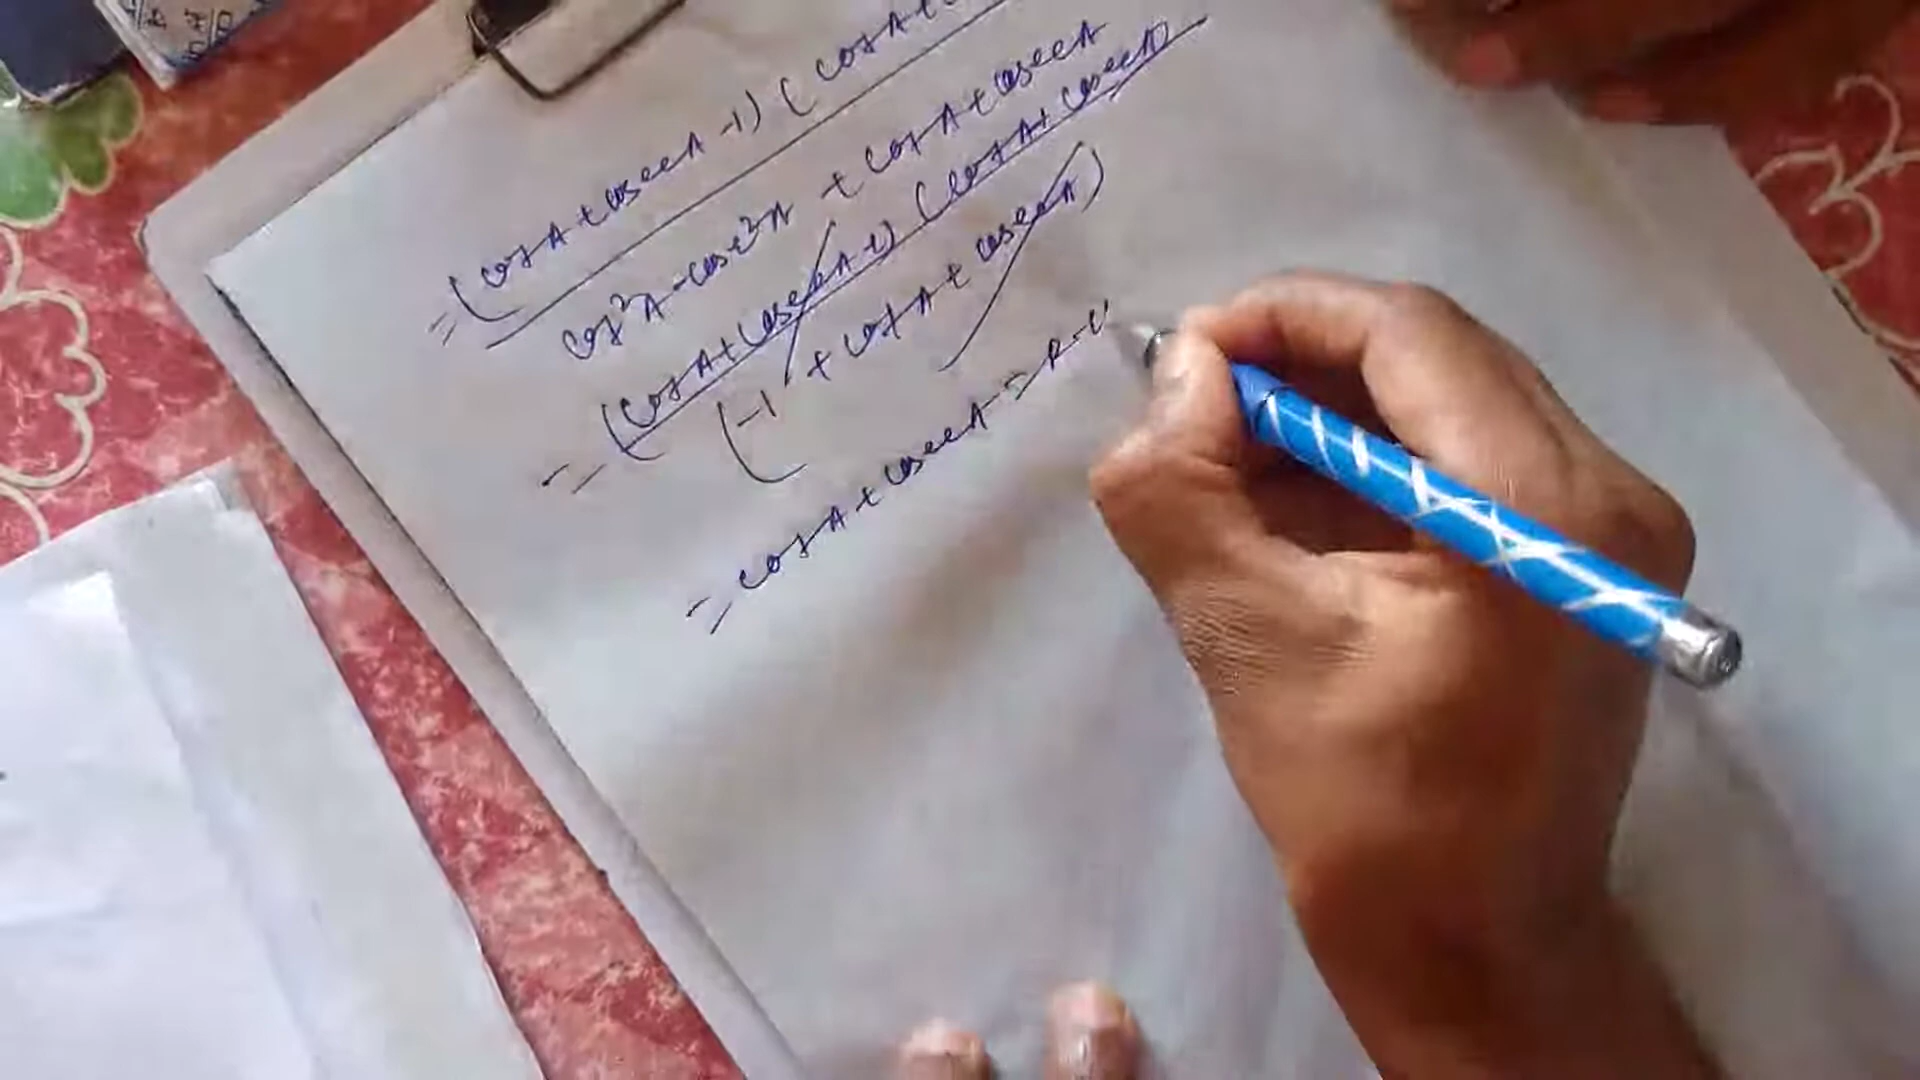 = (cot A + cosec A - 1) (cot A +
cot²A - cosec²A + cot A + cosec A
= (cot A + cosec A - 1) (cot A + cosec A)
(-1 + cot A + cosec A)
= cot A + cosec A = R.H